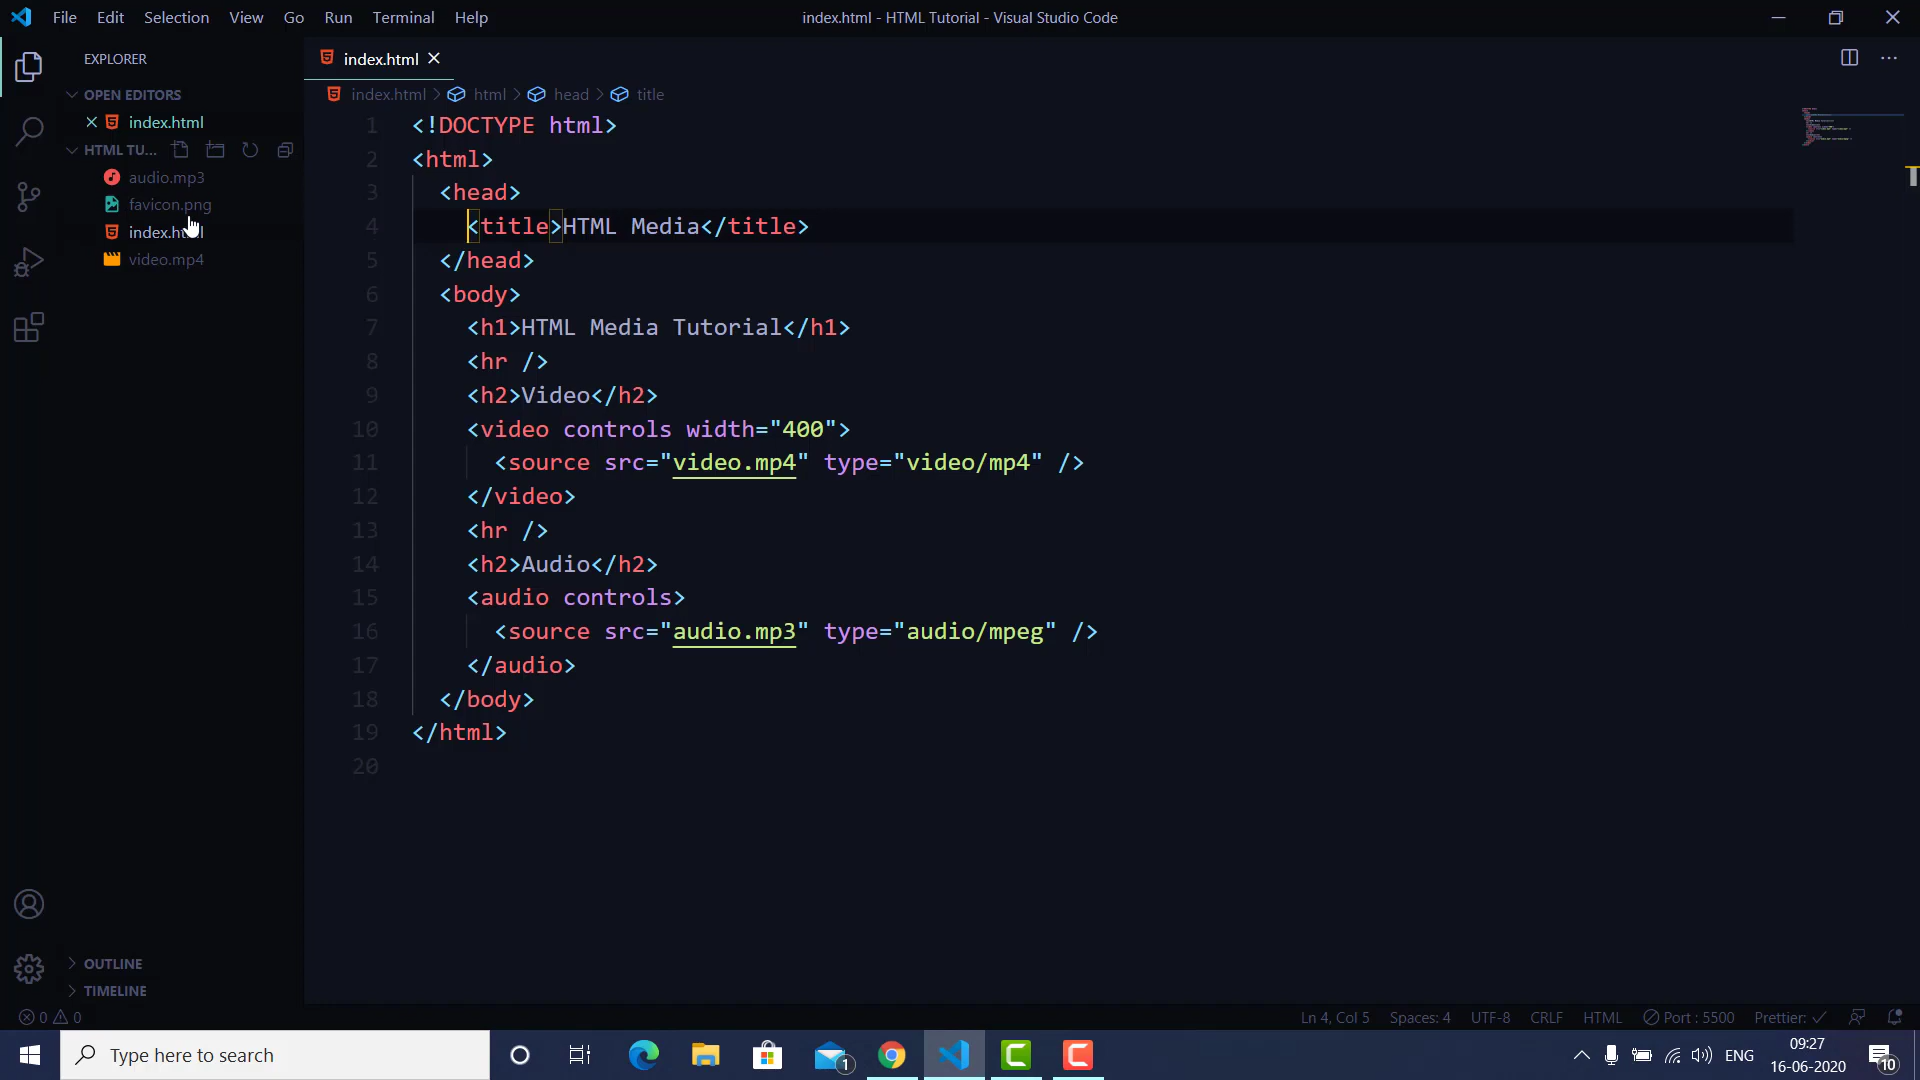 File Edit Selection View Go Run Terminal Help
index.html - HTML Tutorial - Visual Studio Code
EXPLORER
OPEN EDITORS
index.html
HTML TU...
audio.mp3
favicon.png
index.html
video.mp4
OUTLINE
TIMELINE
index.html
index.html > html > head > title
1 <!DOCTYPE html>
2 <html>
3 <head>
4 <title>HTML Media</title>
5 </head>
6 <body>
7 <h1>HTML Media Tutorial</h1>
8 <hr />
9 <h2>Video</h2>
10 <video controls width="400">
11 <source src="video.mp4" type="video/mp4" />
12 </video>
13 <hr />
14 <h2>Audio</h2>
15 <audio controls>
16 <source src="audio.mp3" type="audio/mpeg" />
17 </audio>
18 </body>
19 </html>
20
0 0 Ln 4, Col 5 Spaces: 4 UTF-8 CRLF HTML Port : 5500 Prettier: ✓
Type here to search
1
ENG
09:27
16-06-2020
10